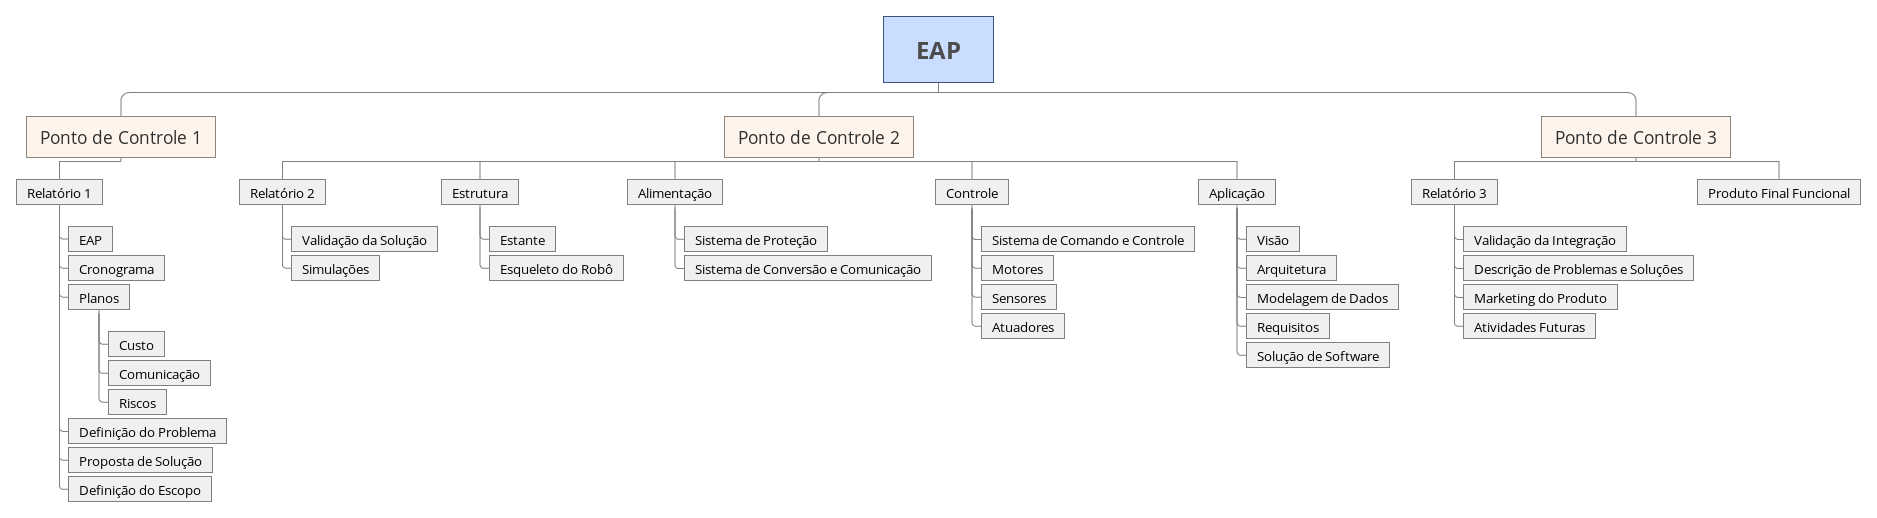 EAP
Ponto de Controle 1
Ponto de Controle 2
Ponto de Controle 3
Relatório 1
EAP
Cronograma
Planos
Custo
Comunicação
Riscos
Definição do Problema
Proposta de Solução
Definição do Escopo
Relatório 2
Validação da Solução
Simulações
Estrutura
Estante
Esqueleto do Robô
Alimentação
Sistema de Proteção
Sistema de Conversão e Comunicação
Controle
Sistema de Comando e Controle
Motores
Sensores
Atuadores
Aplicação
Visão
Arquitetura
Modelagem de Dados
Requisitos
Solução de Software
Relatório 3
Validação da Integração
Descrição de Problemas e Soluções
Marketing do Produto
Atividades Futuras
Produto Final Funcional